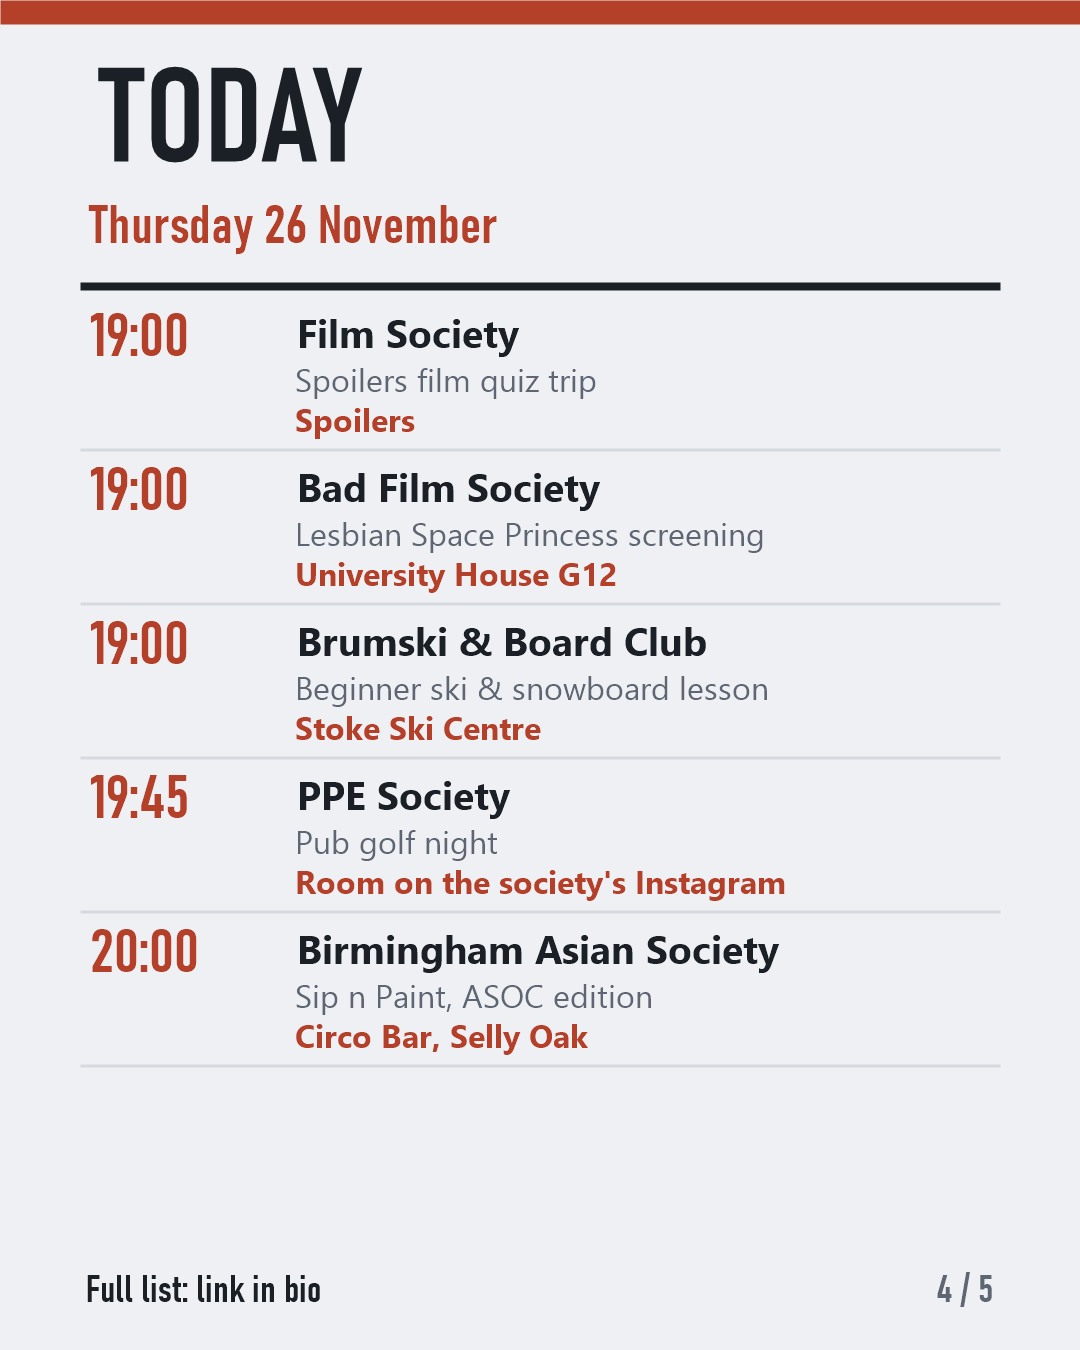 TODAY
Thursday 26 November
19:00
Film Society
Spoilers film quiz trip
Spoilers
19:00
Bad Film Society
Lesbian Space Princess screening
University House G12
19:00
Brumski & Board Club
Beginner ski & snowboard lesson
Stoke Ski Centre
19:45
PPE Society
Pub golf night
Room on the society's Instagram
20:00
Birmingham Asian Society
Sip n Paint, ASOC edition
Circo Bar, Selly Oak
Full list: link in bio
4 / 5